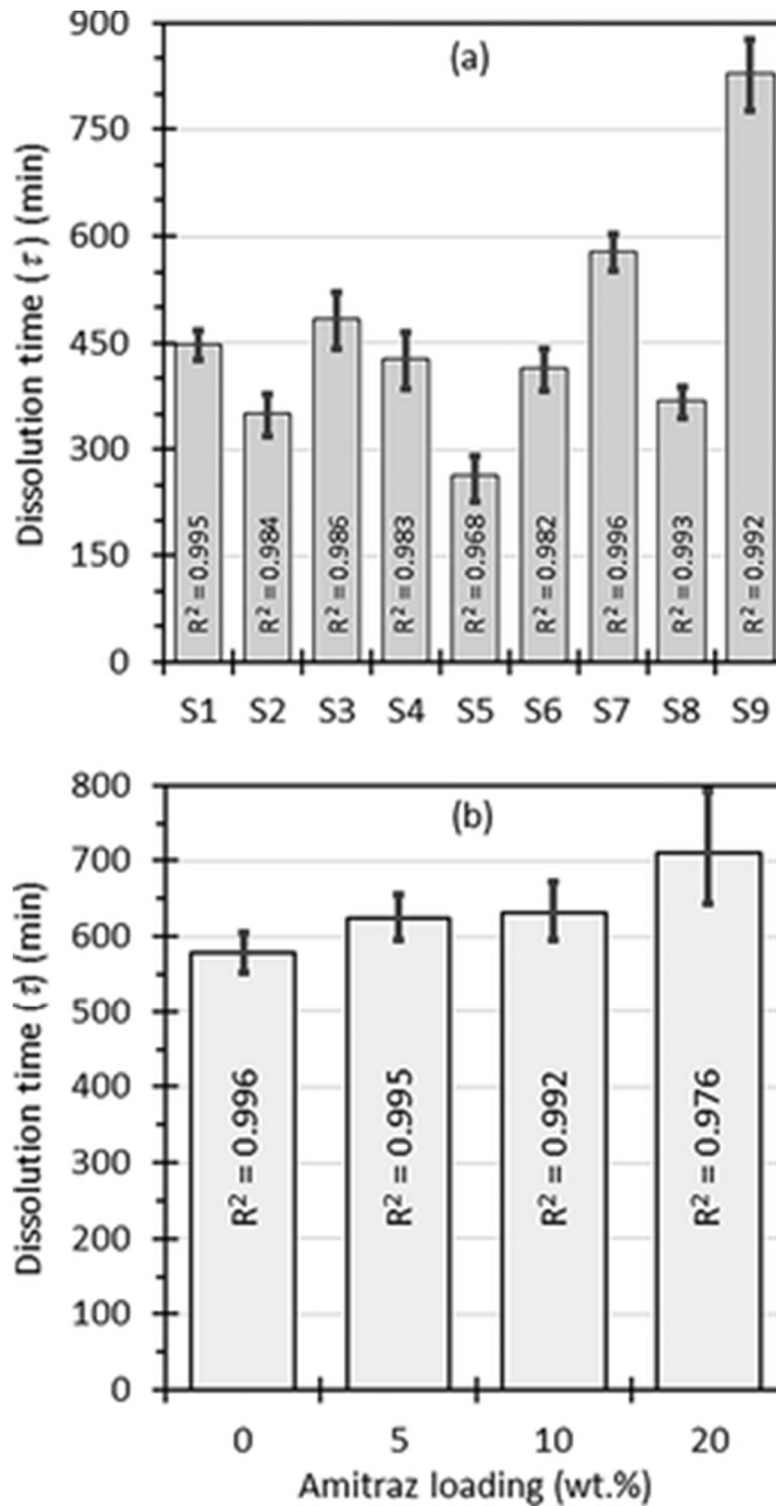 (a)
Dissolution time (τ) (min)
900
750
600
450
300
150
0
R² = 0.995
R² = 0.984
R² = 0.986
R² = 0.983
R² = 0.968
R² = 0.982
R² = 0.996
R² = 0.993
R² = 0.992
S1 S2 S3 S4 S5 S6 S7 S8 S9
(b)
Dissolution time (τ) (min)
800
700
600
500
400
300
200
100
0
R² = 0.996
R² = 0.995
R² = 0.992
R² = 0.976
0 5 10 20
Amitraz loading (wt.%)